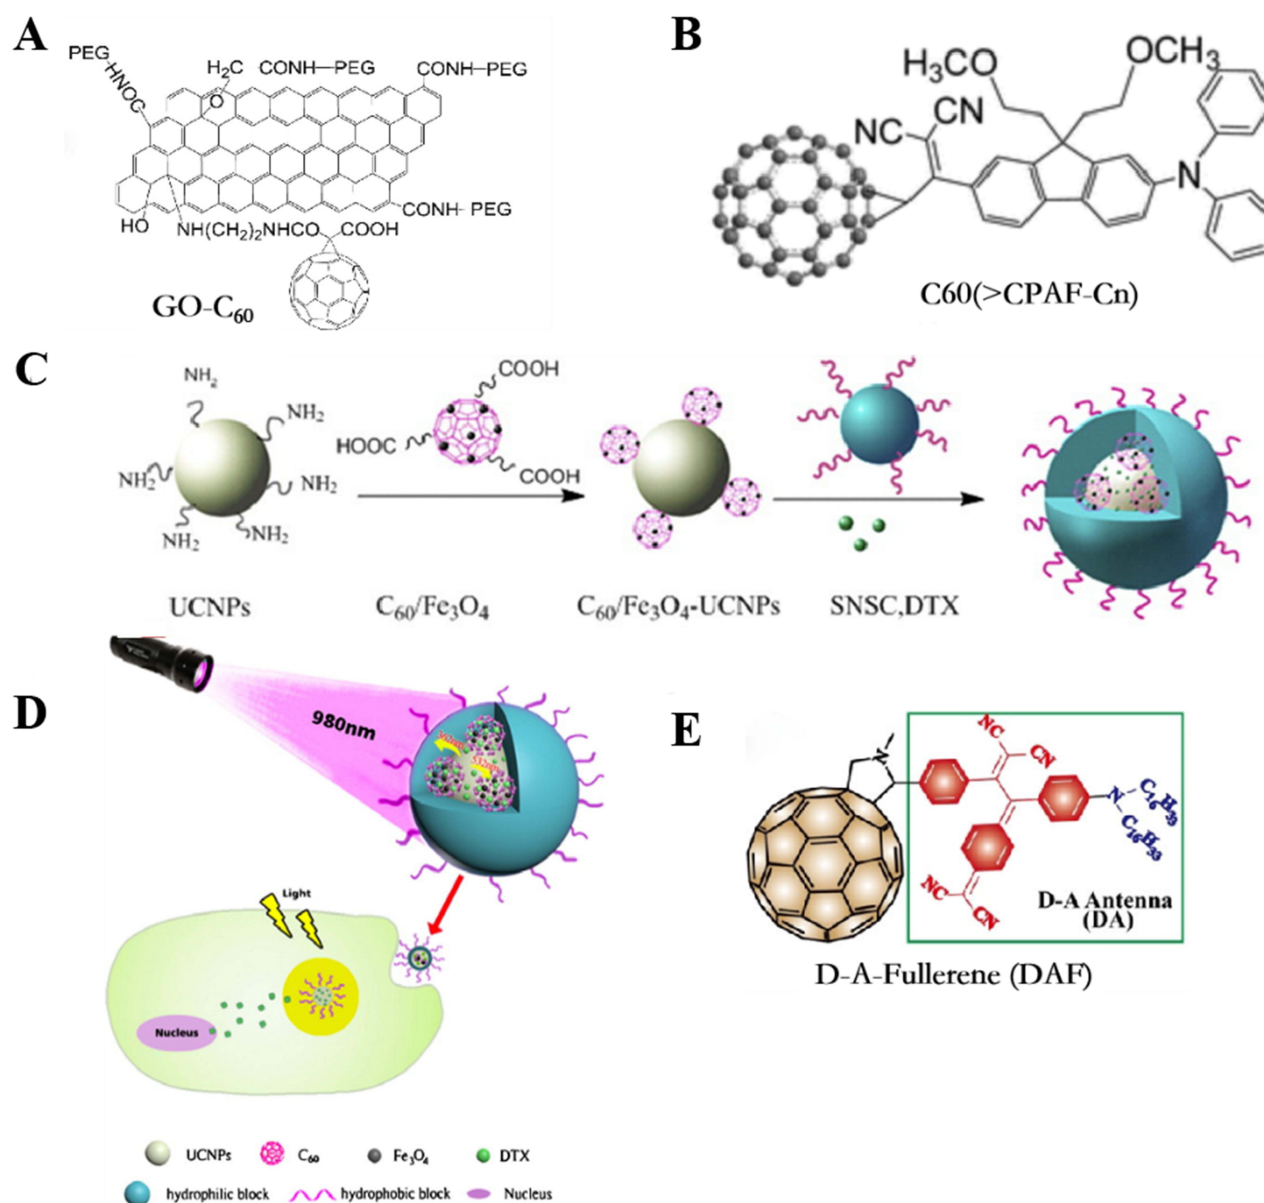 A
PEG
HNOC
H₂C
O
CONH—PEG
CONH—PEG
CONH- PEG
HO
NH(CH₂)₂NHCO
COOH
GO-C₆₀
B
H3CO
OCH₃
NC
CN
N
C60(>CPAF-Cn)
C
NH₂
NH₂
NH₂
NH₂
NH₂
NH₂
COOH
HOOC
COOH
UCNPs
C₆₀/Fe₃O₄
C₆₀/Fe₃O₄-UCNPs
SNSC,DTX
D
980nm
Light
Nucleus
UCNPs
C₆₀
Fe₃O₄
DTX
hydrophilic block
hydrophobic block
Nucleus
E
N
NC
CN
N
C₁₆H₃₃
C₁₆H₃₃
NC
CN
D-A Antenna
(DA)
D-A-Fullerene (DAF)